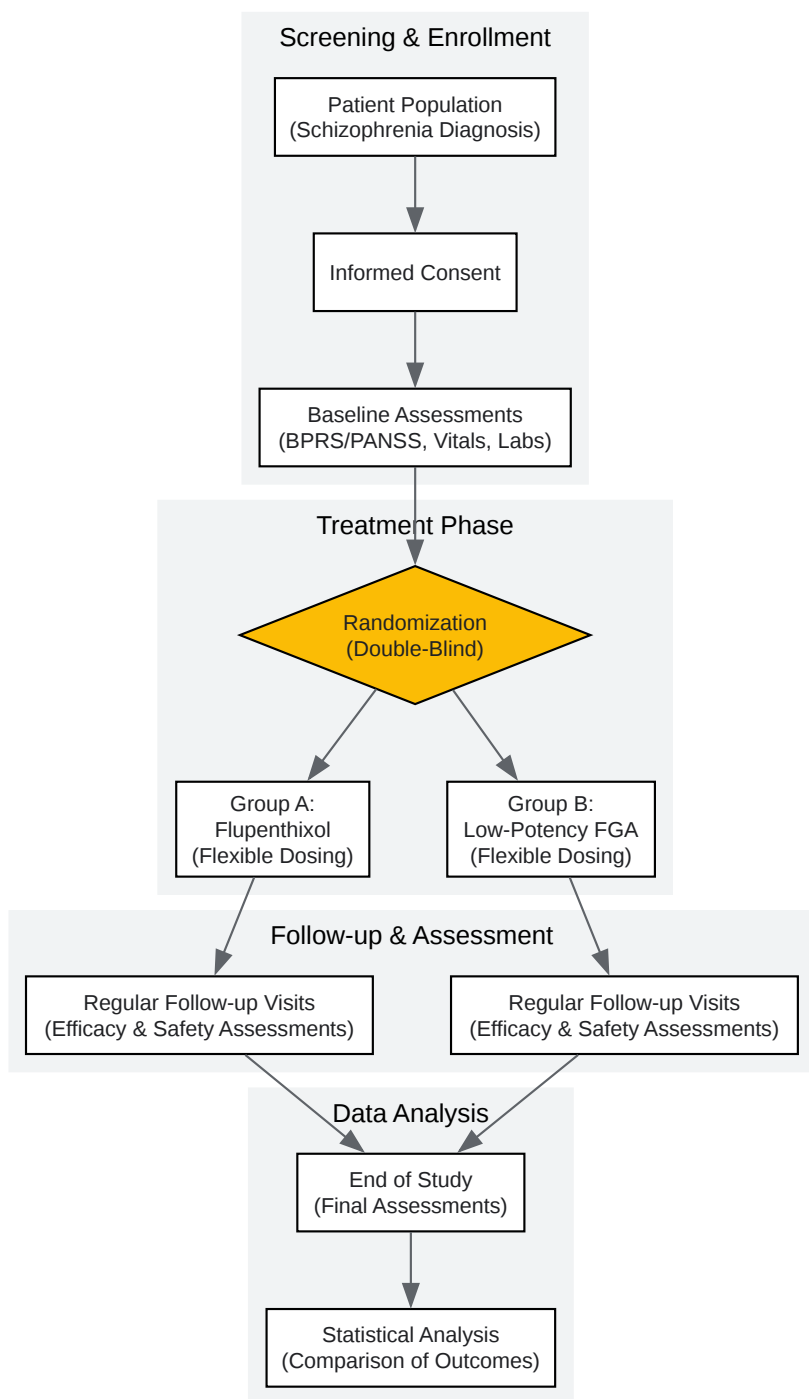 Screening & Enrollment
Patient Population
(Schizophrenia Diagnosis)
Informed Consent
Baseline Assessments
(BPRS/PANSS, Vitals, Labs)
Treatment Phase
Randomization
(Double-Blind)
Group A:
Flupenthixol
(Flexible Dosing)
Group B:
Low-Potency FGA
(Flexible Dosing)
Follow-up & Assessment
Regular Follow-up Visits
(Efficacy & Safety Assessments)
Regular Follow-up Visits
(Efficacy & Safety Assessments)
Data Analysis
End of Study
(Final Assessments)
Statistical Analysis
(Comparison of Outcomes)